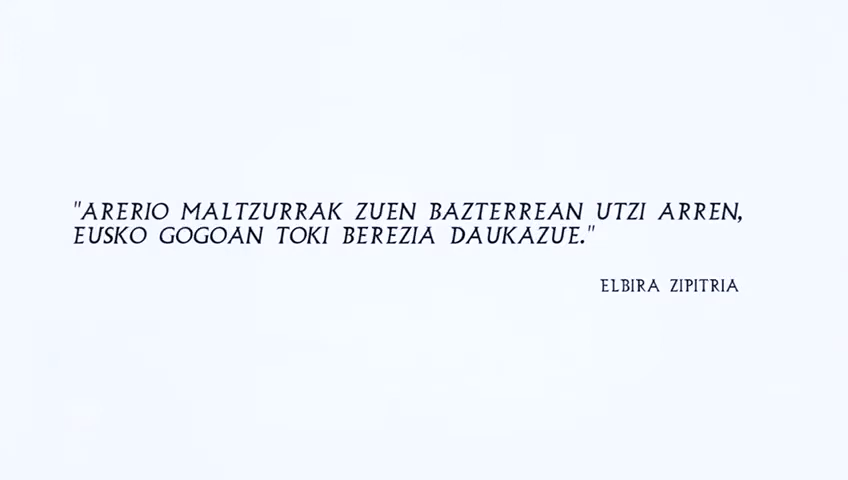 "ARERIO MALTZURRAK ZUEN BAZTERREAN UTZI ARREN,
EUSKO GOGOAN TOKI BEREZIA DAUKAZUE."
ELBIRA ZIPITRIA